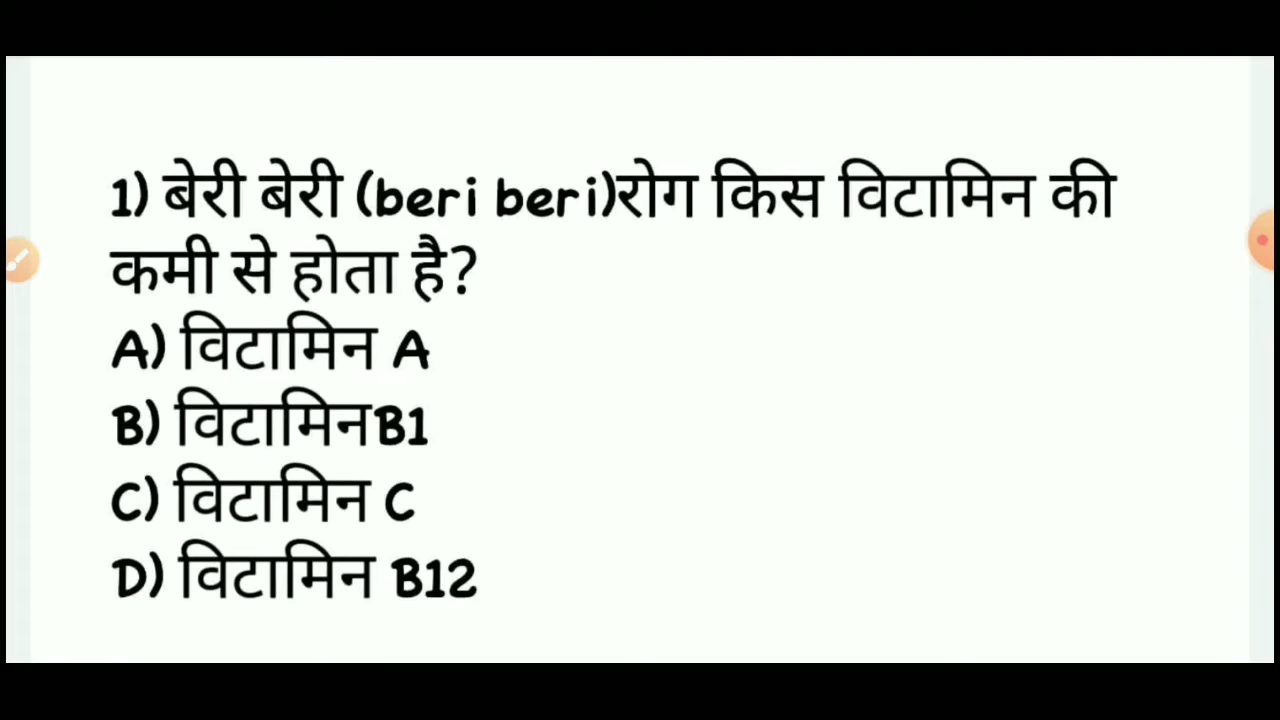 1) बेरी बेरी (beri beri)रोग किस विटामिन की
कमी से होता है?
A) विटामिन A
B) विटामिनB1
C) विटामिन C
D) विटामिन B12